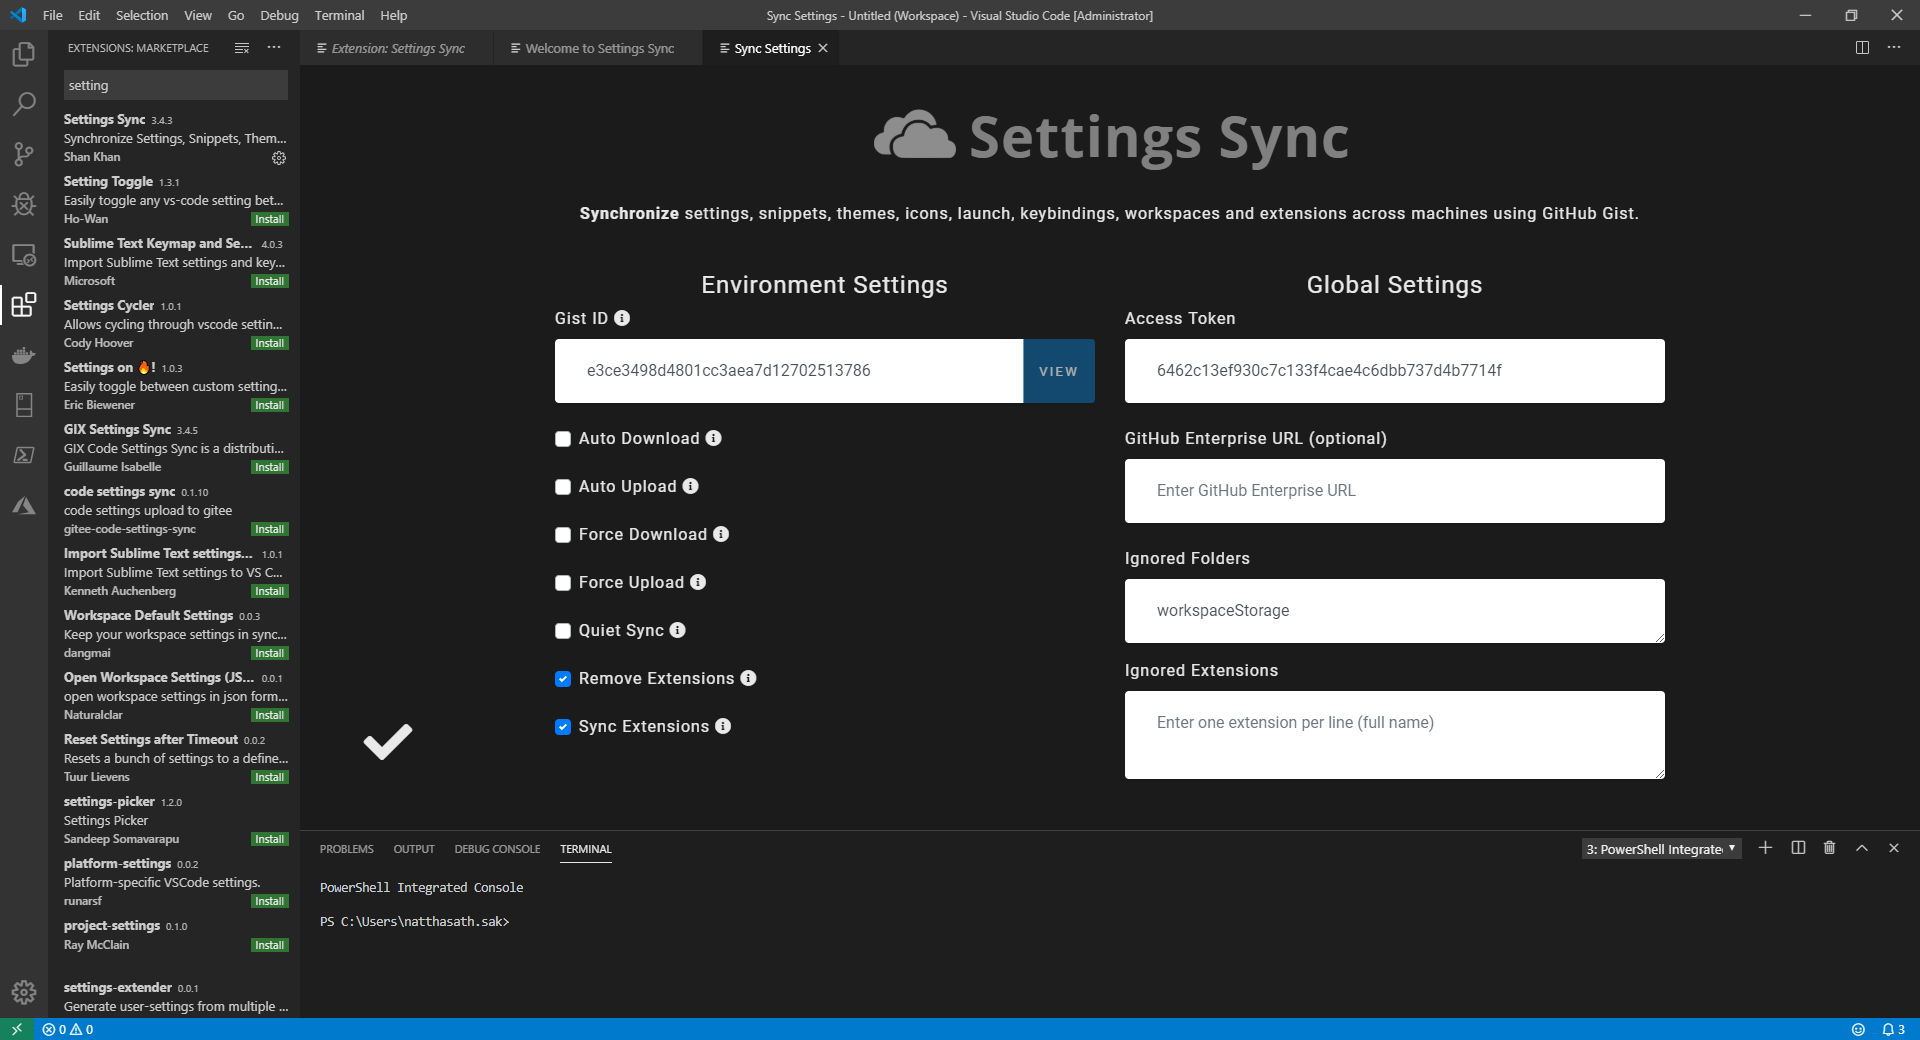 File Edit Selection View Go Debug Terminal Help
Sync Settings - Untitled (Workspace) - Visual Studio Code [Administrator]
EXTENSIONS: MARKETPLACE
Extension: Settings Sync
Welcome to Settings Sync
Sync Settings
setting
Settings Sync 3.4.3
Synchronize Settings, Snippets, Them...
Shan Khan
Setting Toggle 1.3.1
Easily toggle any vs-code setting bet...
Ho-Wan Install
Sublime Text Keymap and Se... 4.0.3
Import Sublime Text settings and key...
Microsoft Install
Settings Cycler 1.0.1
Allows cycling through vscode settin...
Cody Hoover Install
Settings on 🔥! 1.0.3
Easily toggle between custom setting...
Eric Biewener Install
GIX Settings Sync 3.4.5
GIX Code Settings Sync is a distributi...
Guillaume Isabelle Install
code settings sync 0.1.10
code settings upload to gitee
gitee-code-settings-sync Install
Import Sublime Text settings... 1.0.1
Import Sublime Text settings to VS C...
Kenneth Auchenberg Install
Workspace Default Settings 0.0.3
Keep your workspace settings in sync...
dangmai Install
Open Workspace Settings (JS... 0.0.1
open workspace settings in json form...
Naturalclar Install
Reset Settings after Timeout 0.0.2
Resets a bunch of settings to a define...
Tuur Lievens Install
settings-picker 1.2.0
Settings Picker
Sandeep Somavarapu Install
platform-settings 0.0.2
Platform-specific VSCode settings.
runarsf Install
project-settings 0.1.0
Ray McClain Install
settings-extender 0.0.1
Generate user-settings from multiple ...
Settings Sync
Synchronize settings, snippets, themes, icons, launch, keybindings, workspaces and extensions across machines using GitHub Gist.
Environment Settings
Gist ID
e3ce3498d4801cc3aea7d12702513786
VIEW
Auto Download
Auto Upload
Force Download
Force Upload
Quiet Sync
Remove Extensions
Sync Extensions
Global Settings
Access Token
6462c13ef930c7c133f4cae4c6dbb737d4b7714f
GitHub Enterprise URL (optional)
Enter GitHub Enterprise URL
Ignored Folders
workspaceStorage
Ignored Extensions
Enter one extension per line (full name)
PROBLEMS OUTPUT DEBUG CONSOLE TERMINAL
3: PowerShell Integrate
PowerShell Integrated Console
PS C:\Users\natthasath.sak>
0 0
3